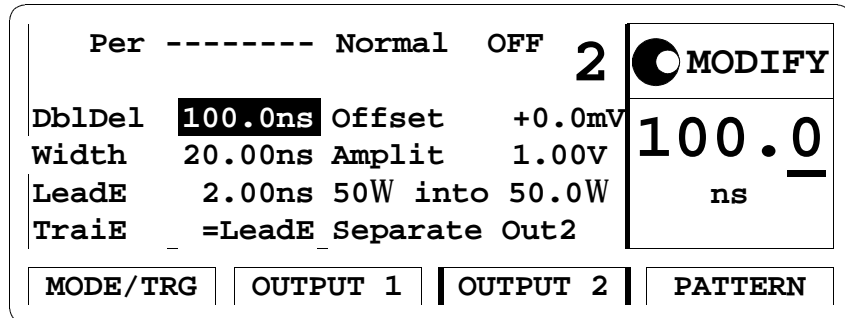 Per -------- Normal OFF 2
MODIFY
DblDel 100.0ns Offset +0.0mV
100.0
Width 20.00ns Amplit 1.00V
LeadE 2.00ns 50W into 50.0W
ns
TraiE =LeadE Separate Out2
MODE/TRG OUTPUT 1 OUTPUT 2 PATTERN